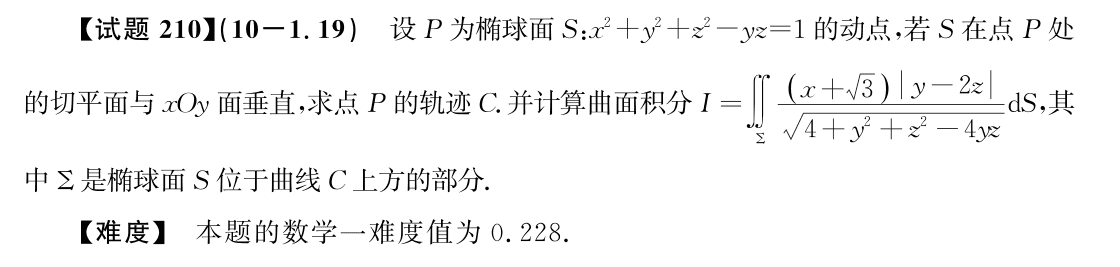 【试题 210】(10-1.19) 设 P 为椭球面 S:x²+y²+z²-yz=1 的动点,若 S 在点 P 处
的切平面与 xOy 面垂直,求点 P 的轨迹 C. 并计算曲面积分 I=∬_Σ (x+√3)|y-2z| / √(4+y²+z²-4yz) dS,其
中 Σ 是椭球面 S 位于曲线 C 上方的部分.
【难度】 本题的数学一难度值为 0.228.